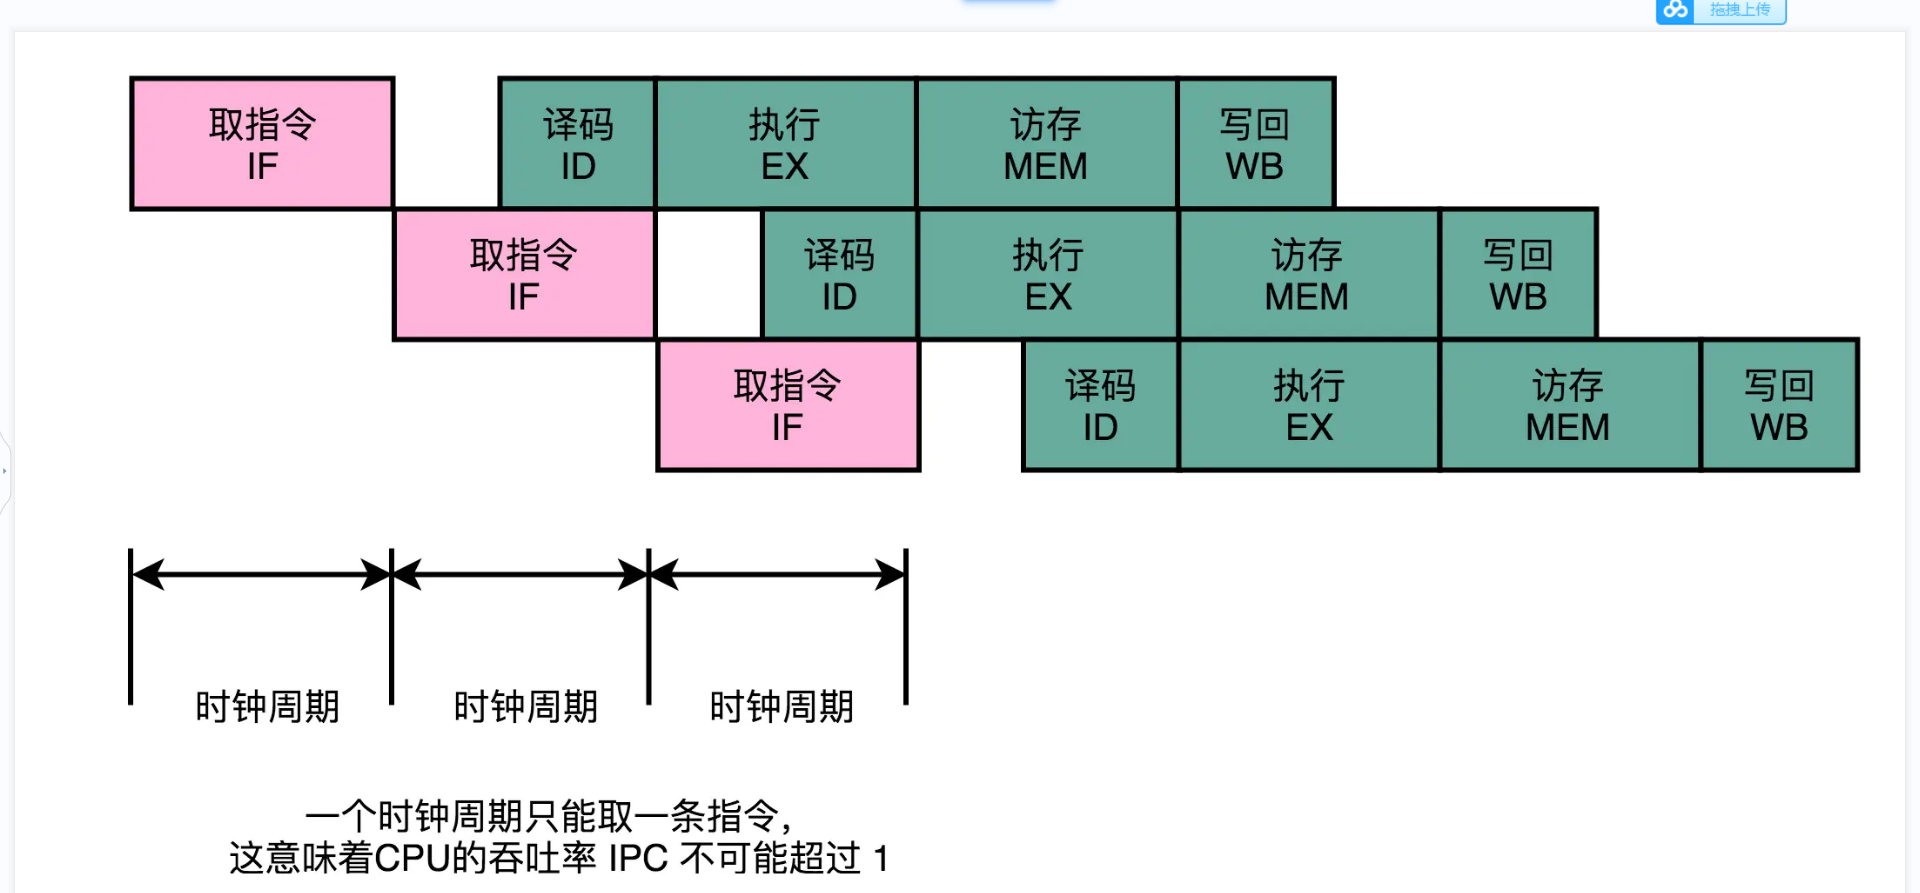 拖拽上传
取指令
IF
译码
ID
执行
EX
访存
MEM
写回
WB
取指令
IF
译码
ID
执行
EX
访存
MEM
写回
WB
取指令
IF
译码
ID
执行
EX
访存
MEM
写回
WB
时钟周期
时钟周期
时钟周期
一个时钟周期只能取一条指令，
这意味着CPU的吞吐率 IPC 不可能超过 1